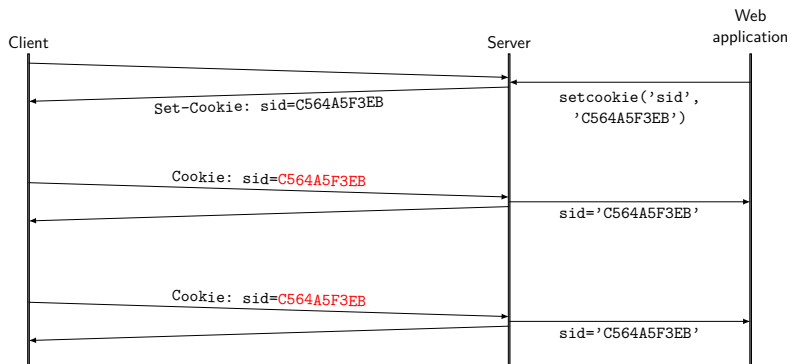 Web
application
Client
Server
Set-Cookie: sid=C564A5F3EB
setcookie('sid',
'C564A5F3EB')
Cookie: sid=C564A5F3EB
sid='C564A5F3EB'
Cookie: sid=C564A5F3EB
sid='C564A5F3EB'